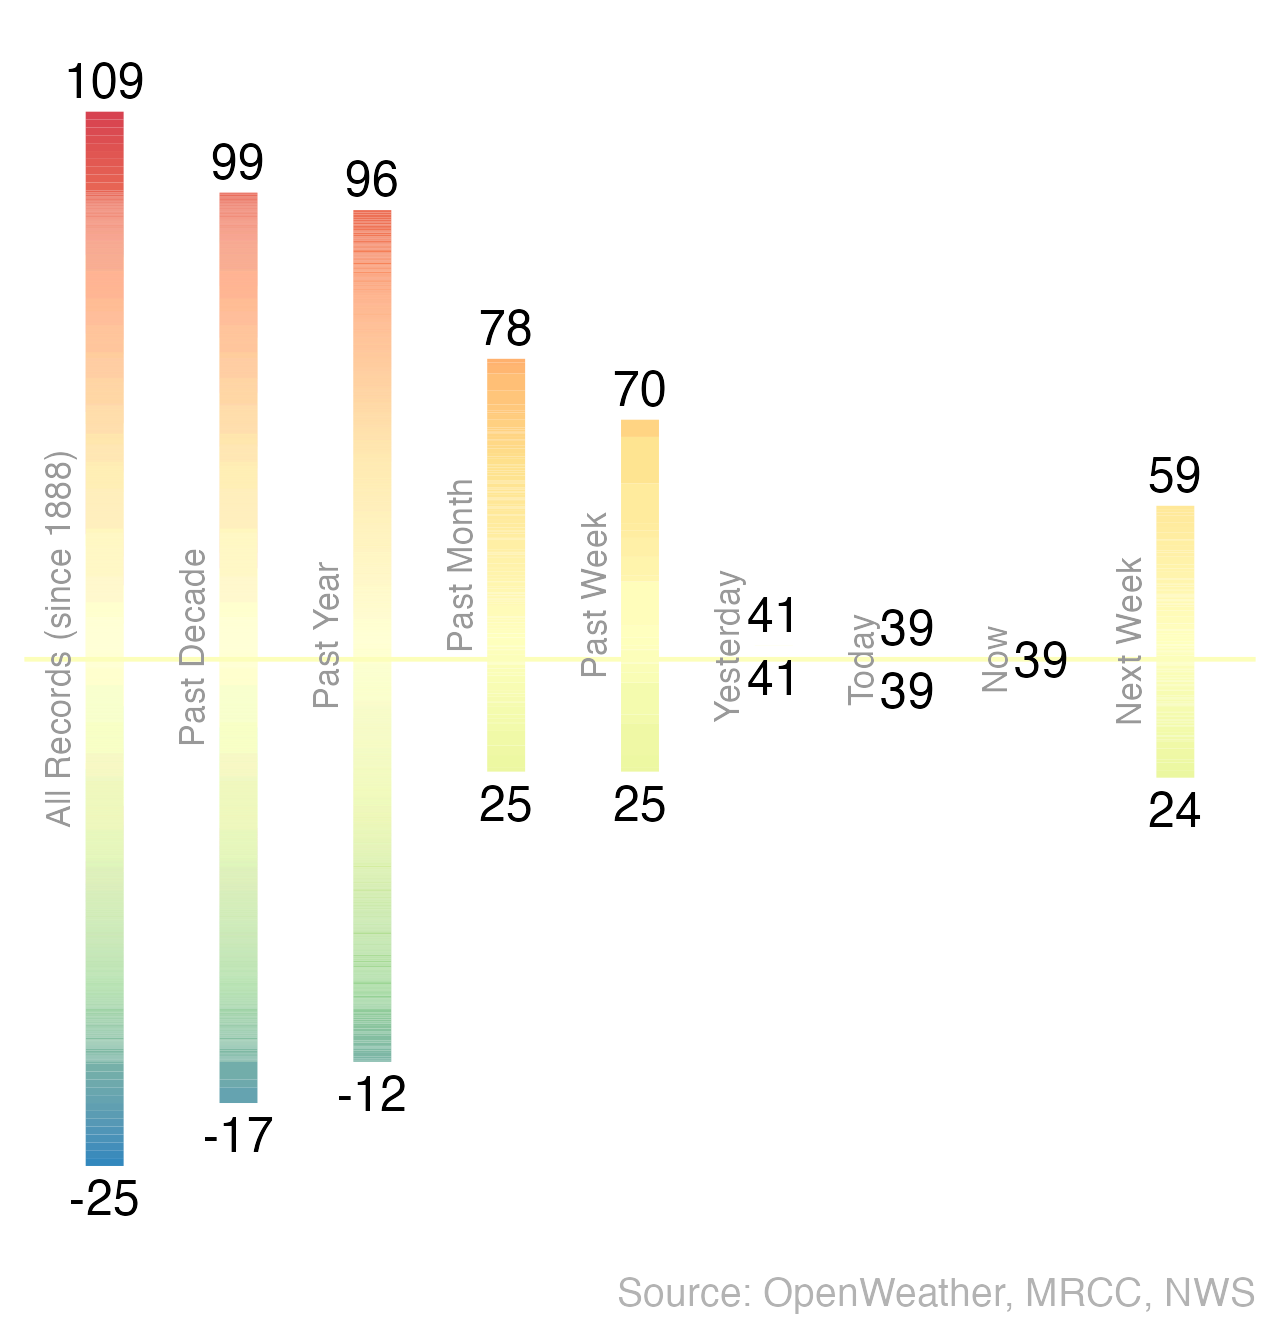 109
99
96
78
70
59
All Records (since 1888)
Past Decade
Past Year
Past Month
Past Week
Yesterday
41
41
Today
39
39
Now
39
Next Week
25
25
24
-12
-17
-25
Source: OpenWeather, MRCC, NWS